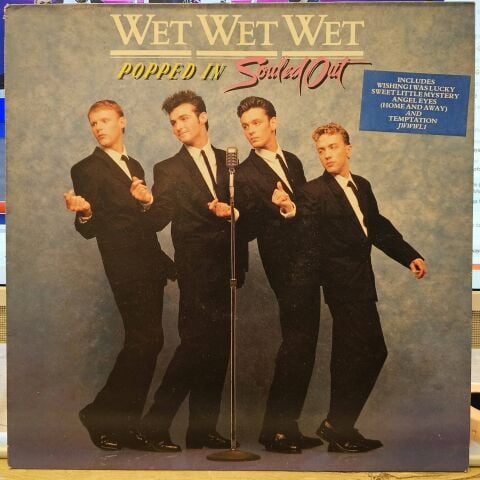 WET WET WET
POPPED IN Souled Out
INCLUDES
WISHING I WAS LUCKY
SWEET LITTLE MYSTERY
ANGEL EYES
(HOME AND AWAY)
AND
TEMPTATION
JWWWL1